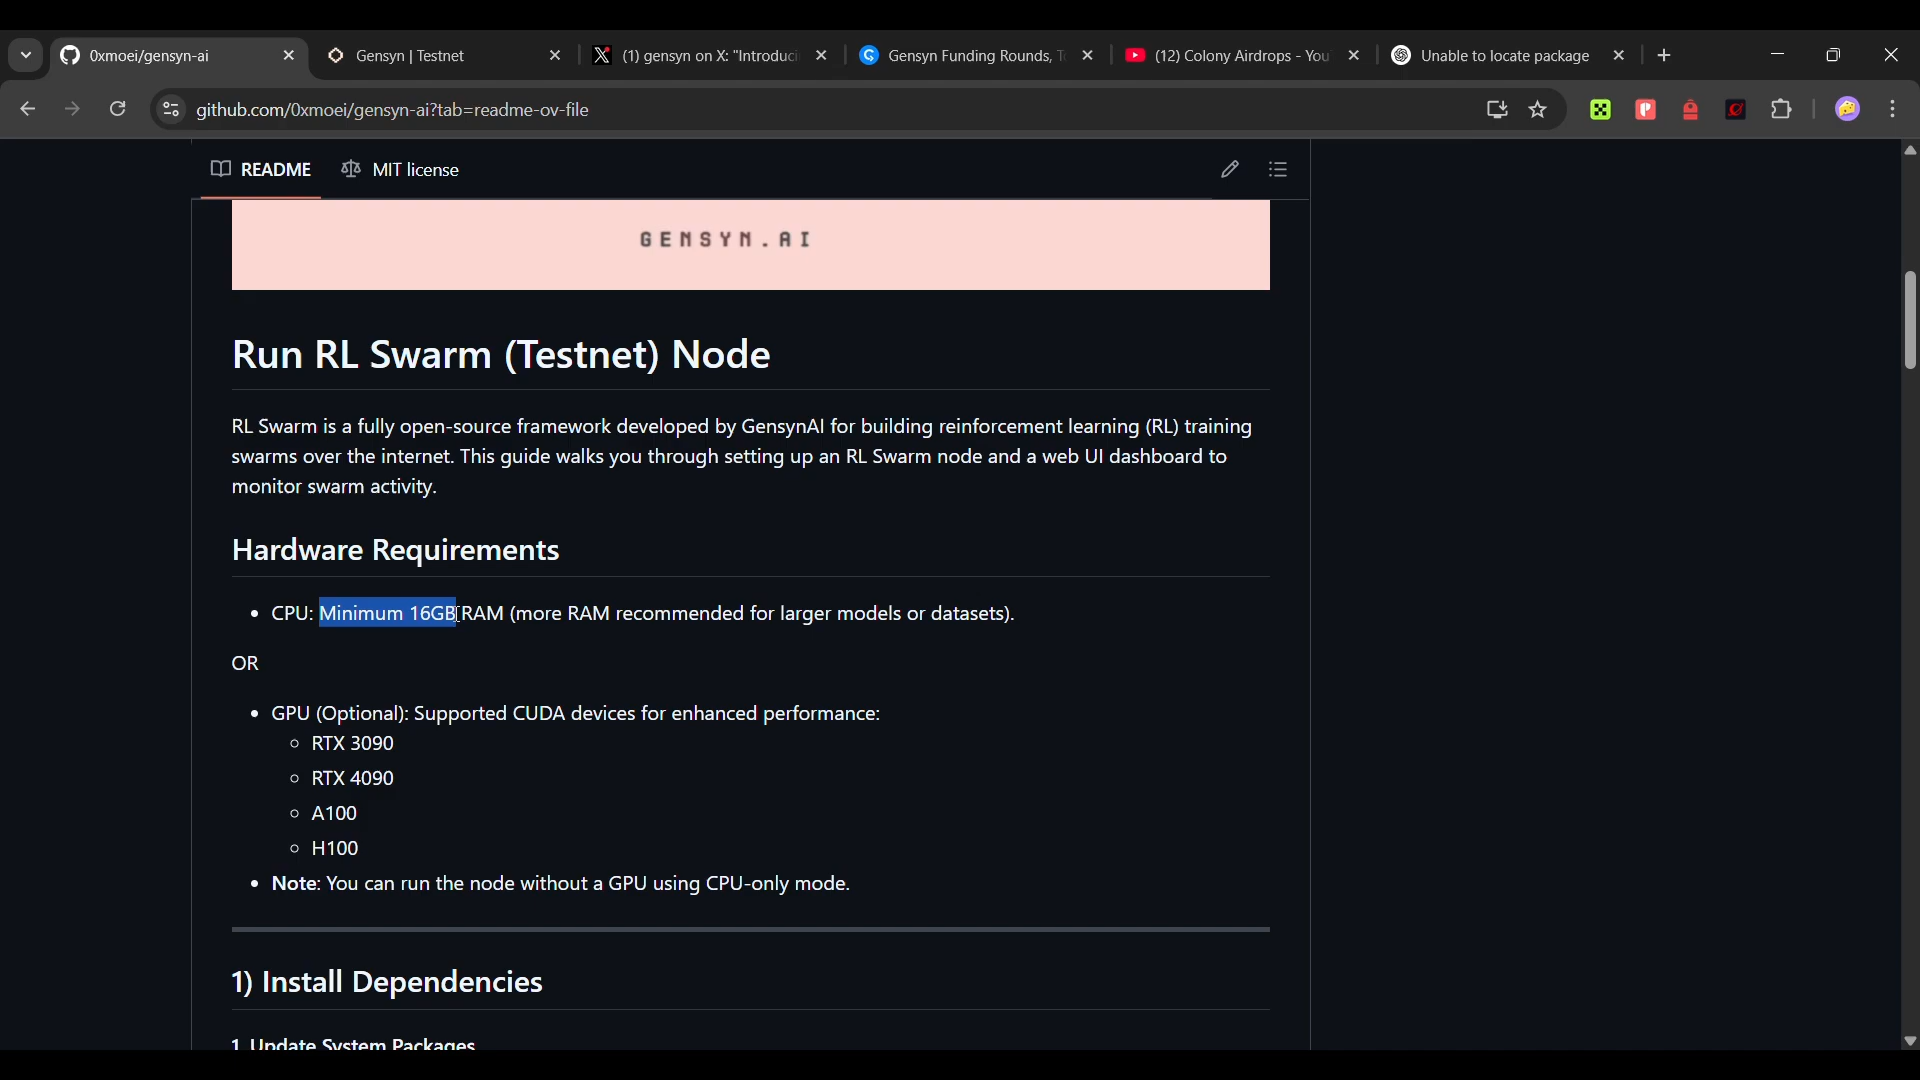 0xmoei/gensyn-ai
Gensyn | Testnet
(1) gensyn on X: "Introduci
Gensyn Funding Rounds, T
(12) Colony Airdrops - You
Unable to locate package
github.com/0xmoei/gensyn-ai?tab=readme-ov-file
README
MIT license
GENSYN.AI
Run RL Swarm (Testnet) Node
RL Swarm is a fully open-source framework developed by GensynAI for building reinforcement learning (RL) training
swarms over the internet. This guide walks you through setting up an RL Swarm node and a web UI dashboard to
monitor swarm activity.
Hardware Requirements
CPU: Minimum 16GB RAM (more RAM recommended for larger models or datasets).
OR
GPU (Optional): Supported CUDA devices for enhanced performance:
RTX 3090
RTX 4090
A100
H100
Note: You can run the node without a GPU using CPU-only mode.
1) Install Dependencies
1. Update System Packages